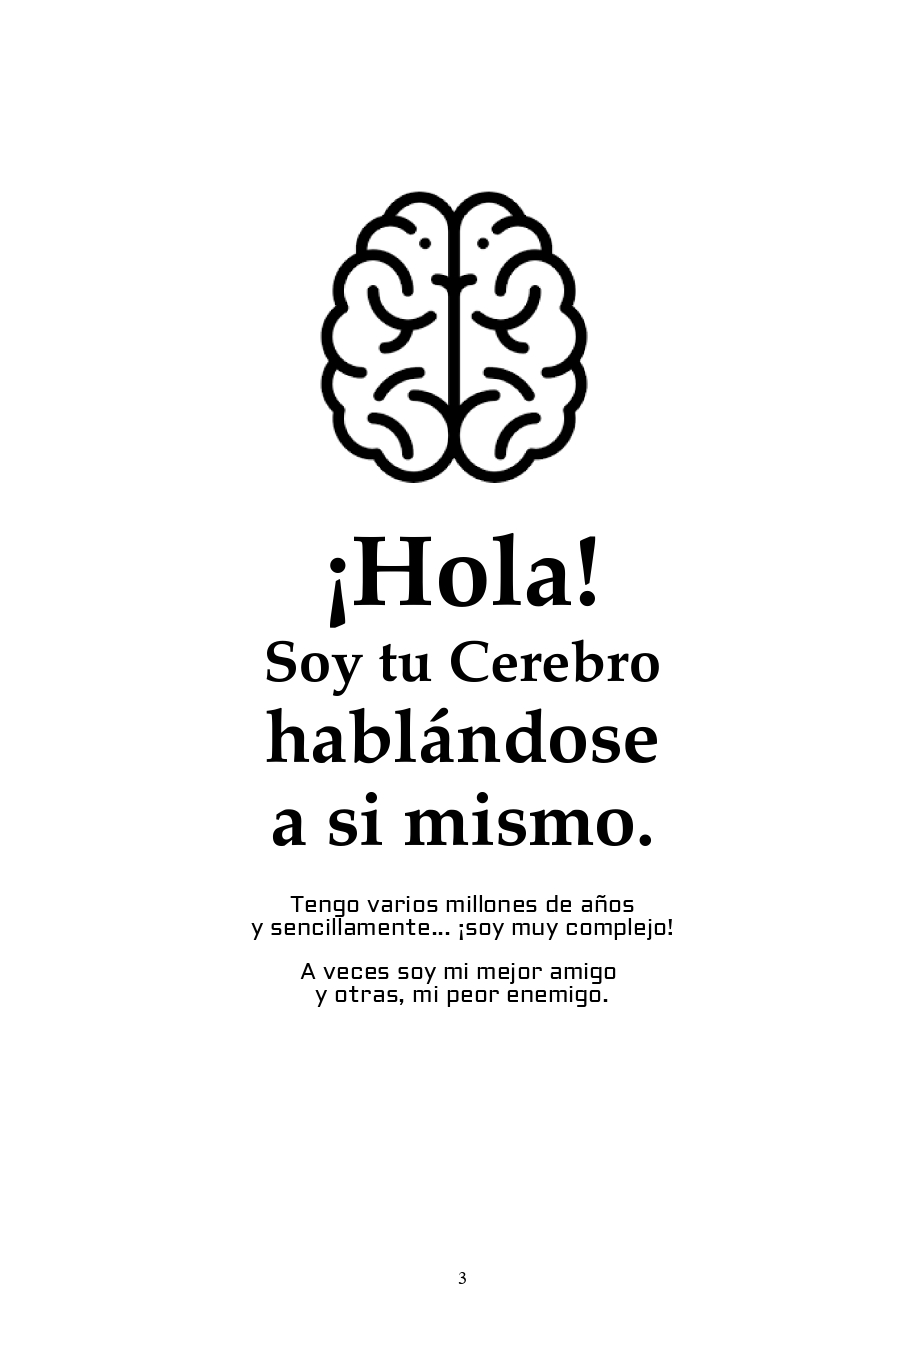 ¡Hola!
Soy tu Cerebro
hablándose
a si mismo.
Tengo varios millones de años
y sencillamente... ¡soy muy complejo!
A veces soy mi mejor amigo
y otras, mi peor enemigo.
3